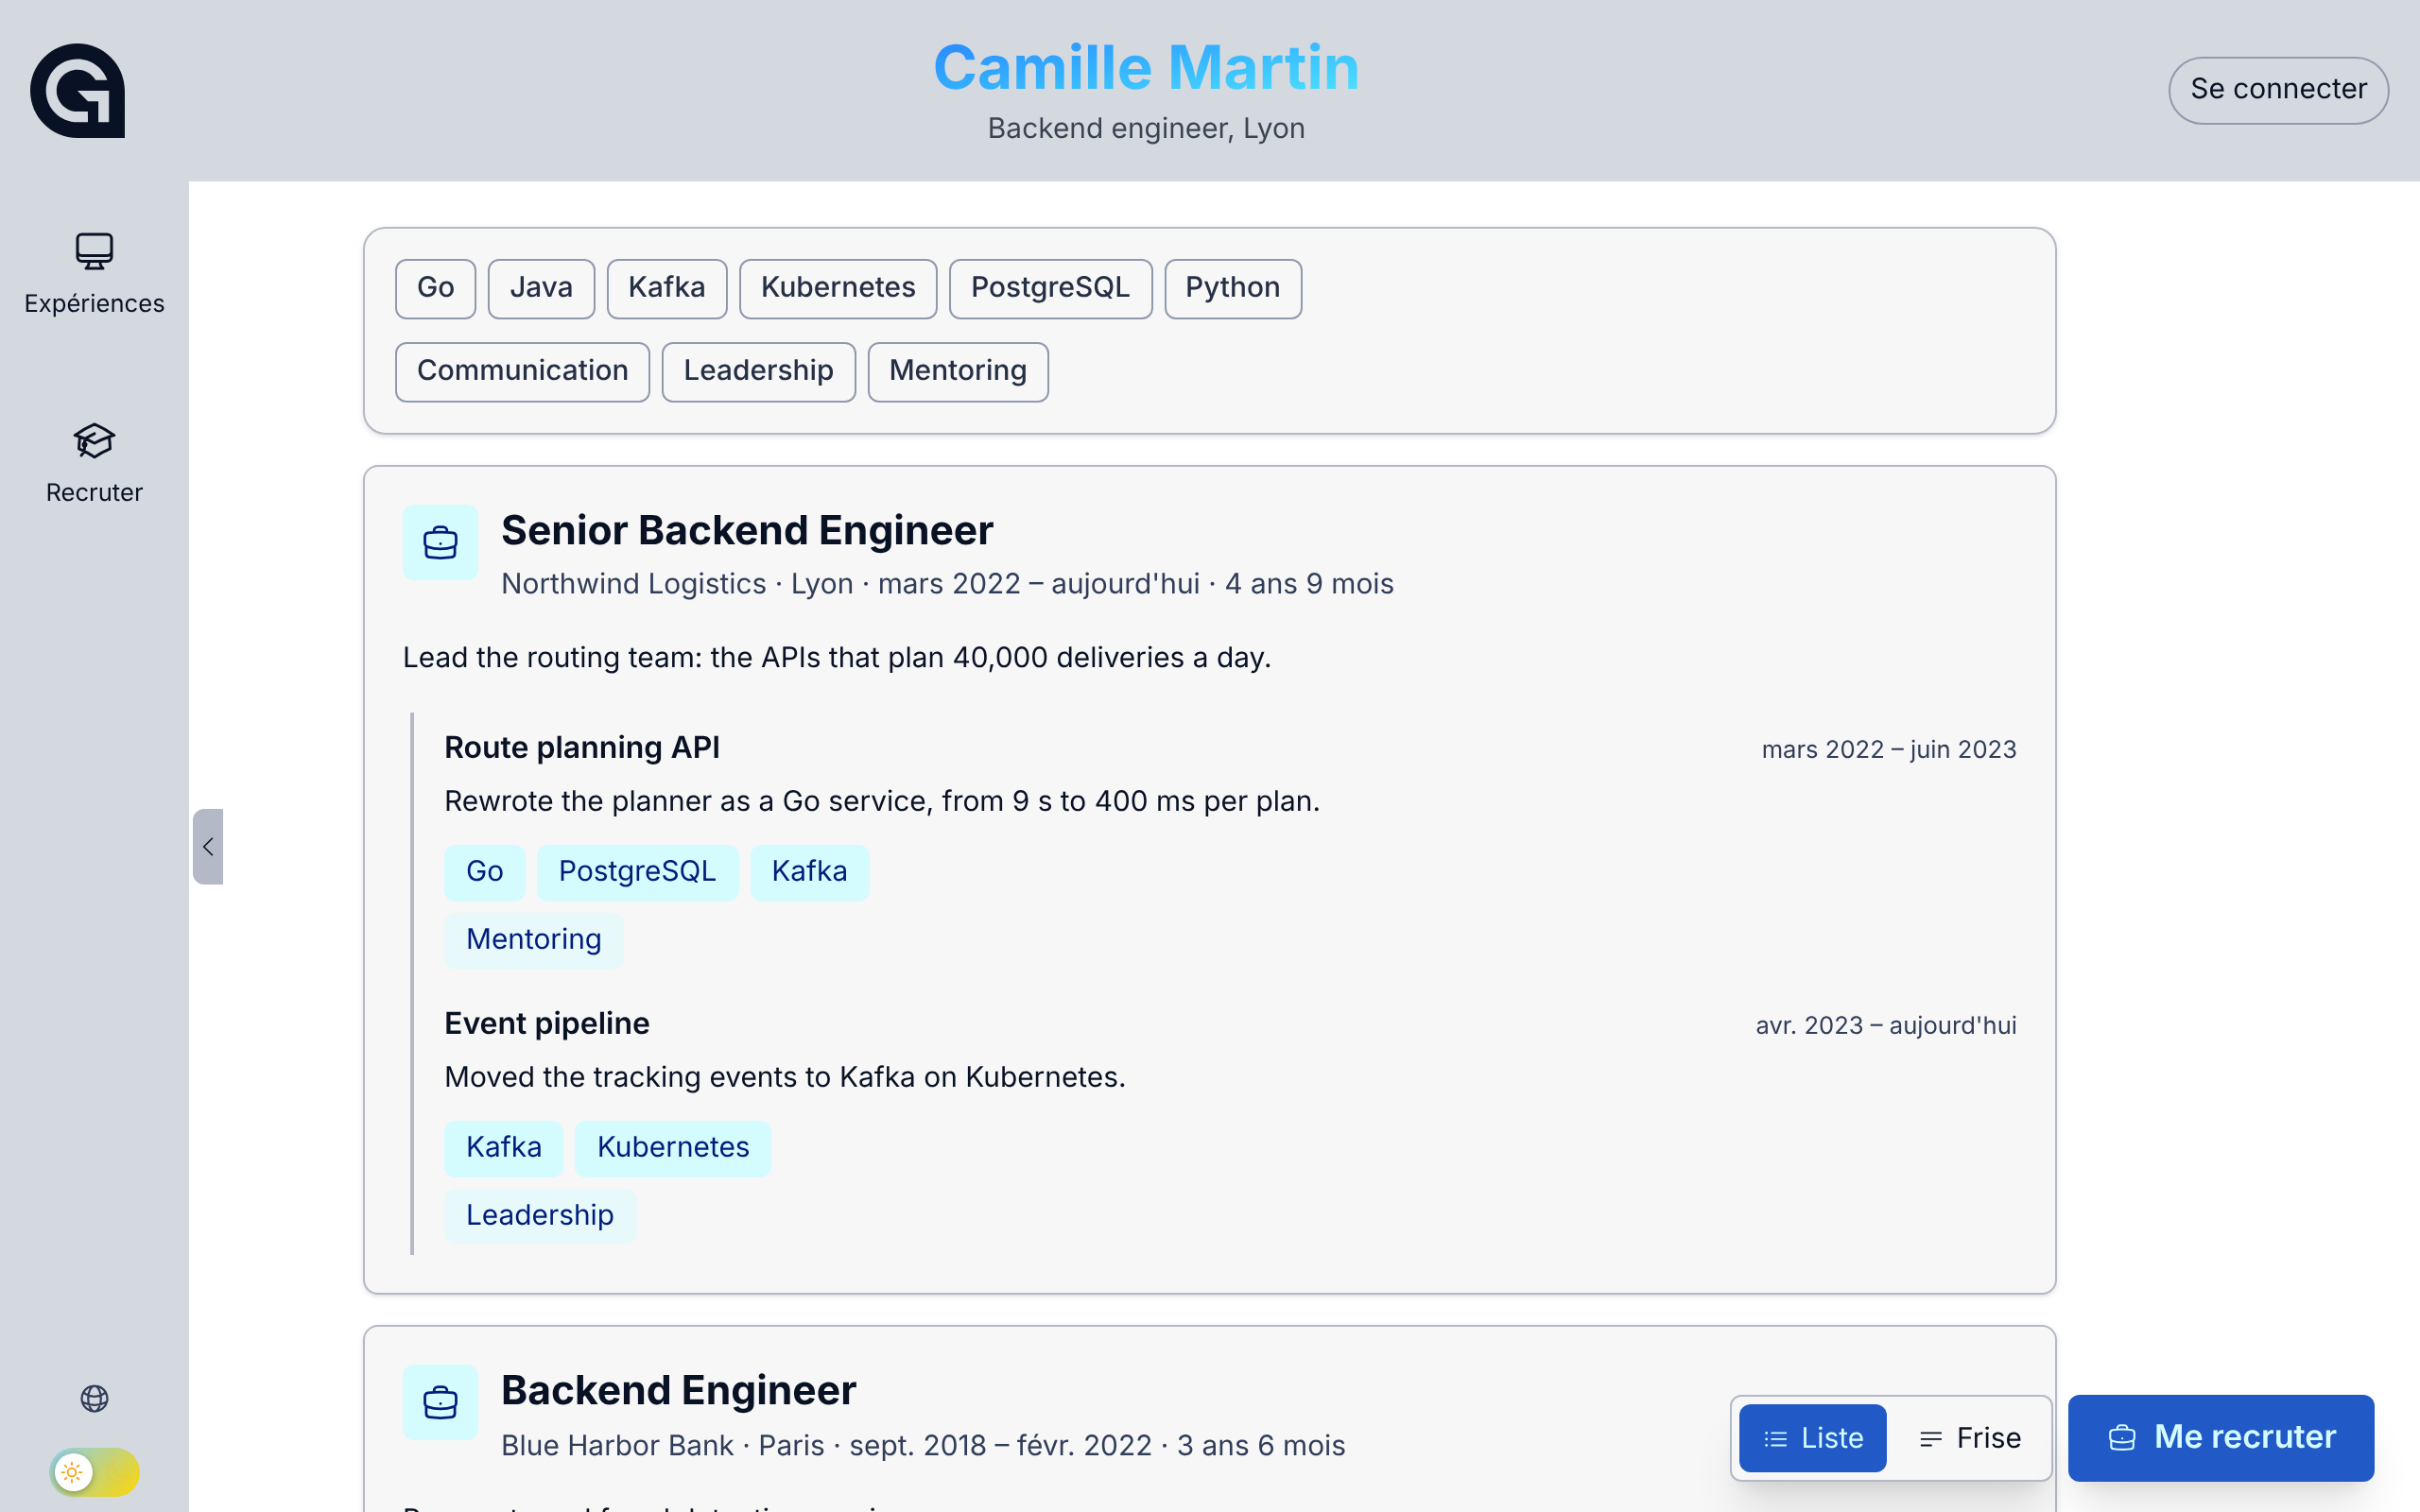 Camille Martin
Backend engineer, Lyon
Se connecter
Expériences
Recruter
Go
Java
Kafka
Kubernetes
PostgreSQL
Python
Communication
Leadership
Mentoring
Senior Backend Engineer
Northwind Logistics · Lyon · mars 2022 – aujourd'hui · 4 ans 9 mois
Lead the routing team: the APIs that plan 40,000 deliveries a day.
Route planning API
mars 2022 – juin 2023
Rewrote the planner as a Go service, from 9 s to 400 ms per plan.
Go
PostgreSQL
Kafka
Mentoring
Event pipeline
avr. 2023 – aujourd'hui
Moved the tracking events to Kafka on Kubernetes.
Kafka
Kubernetes
Leadership
Backend Engineer
Blue Harbor Bank · Paris · sept. 2018 – févr. 2022 · 3 ans 6 mois
Liste
Frise
Me recruter